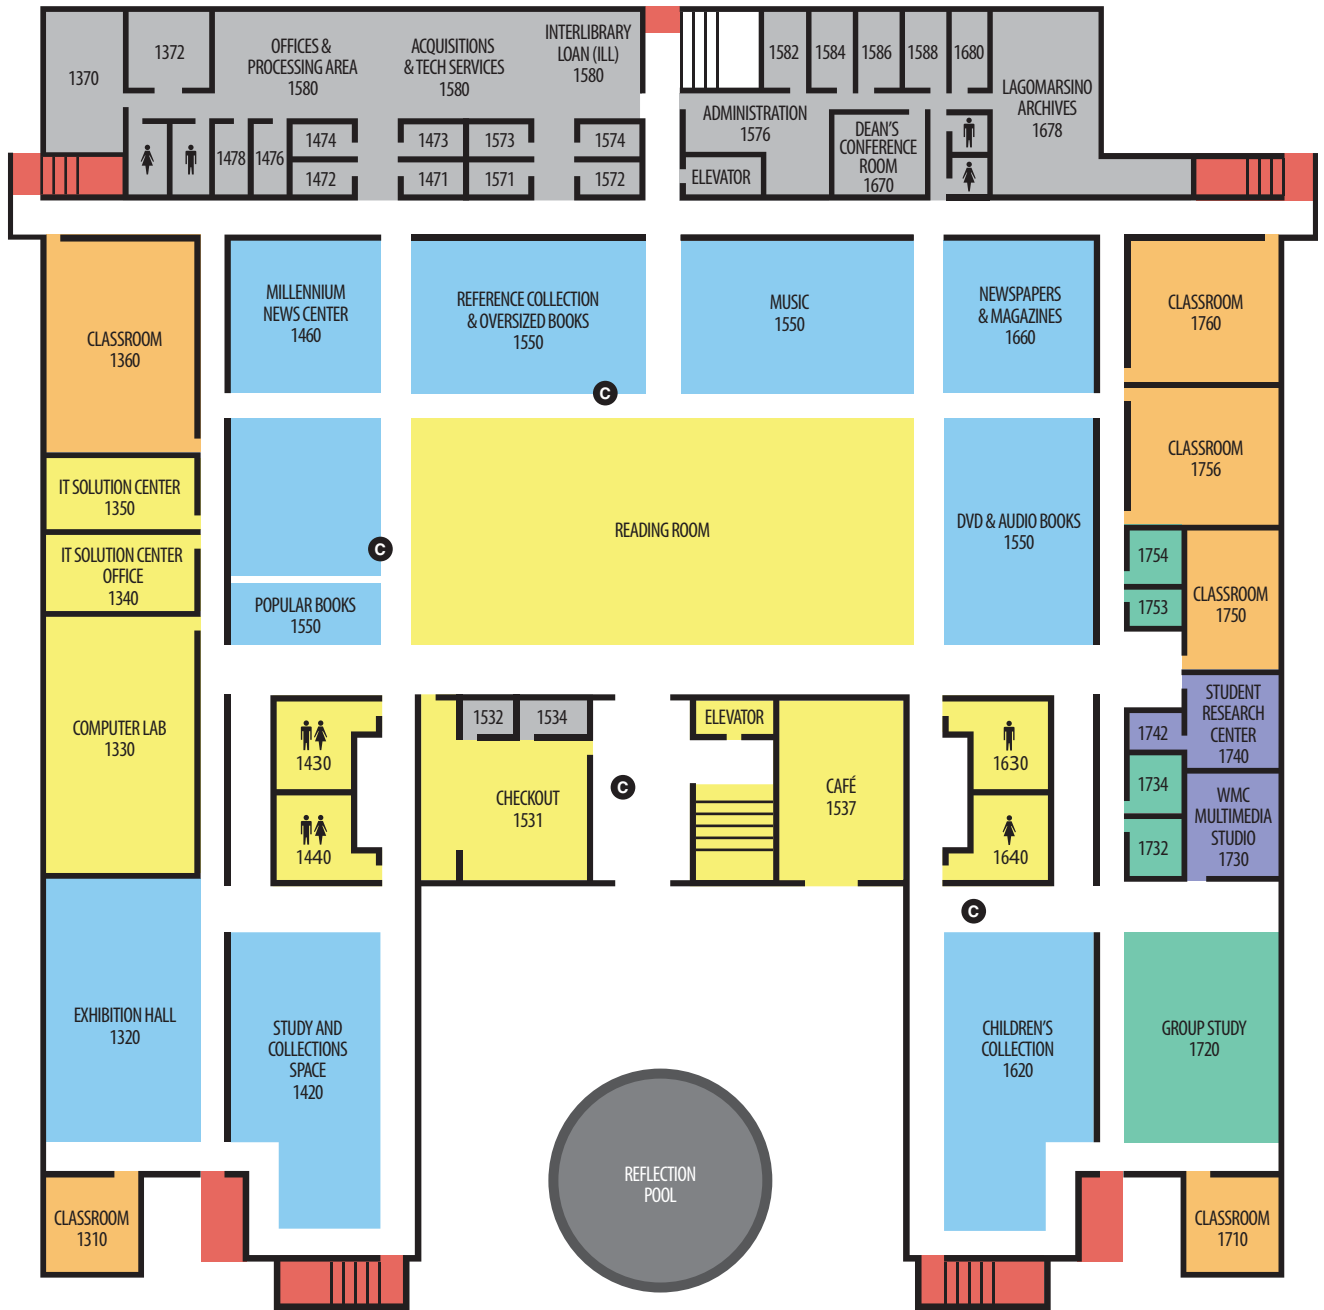 1370
1372
OFFICES &
PROCESSING AREA
1580
ACQUISITIONS
& TECH SERVICES
1580
INTERLIBRARY
LOAN (ILL)
1580
1582
1584
1586
1588
1680
LAGOMARSINO
ARCHIVES
1678
ADMINISTRATION
1576
DEAN'S
CONFERENCE
ROOM
1670
ELEVATOR
1478
1476
1474
1472
1473
1471
1573
1571
1574
1572
CLASSROOM
1360
MILLENNIUM
NEWS CENTER
1460
REFERENCE COLLECTION
& OVERSIZED BOOKS
1550
MUSIC
1550
NEWSPAPERS
& MAGAZINES
1660
CLASSROOM
1760
C
CLASSROOM
1756
IT SOLUTION CENTER
1350
IT SOLUTION CENTER
OFFICE
1340
C
READING ROOM
DVD & AUDIO BOOKS
1550
1754
1753
CLASSROOM
1750
POPULAR BOOKS
1550
COMPUTER LAB
1330
1430
1440
1532
1534
CHECKOUT
1531
C
ELEVATOR
CAFÉ
1537
1630
1640
STUDENT
RESEARCH
CENTER
1740
1742
1734
1732
WMC
MULTIMEDIA
STUDIO
1730
C
EXHIBITION HALL
1320
STUDY AND
COLLECTIONS
SPACE
1420
CHILDREN'S
COLLECTION
1620
GROUP STUDY
1720
REFLECTION
POOL
CLASSROOM
1310
CLASSROOM
1710